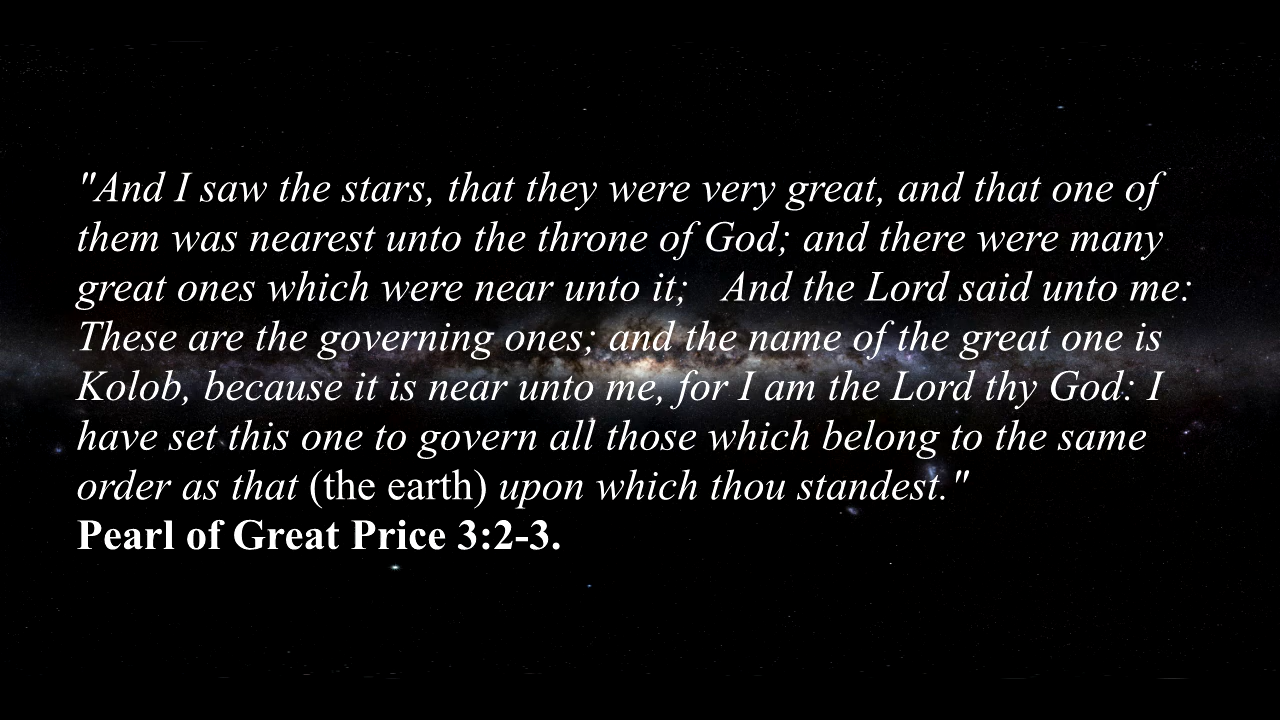 "And I saw the stars, that they were very great, and that one of
them was nearest unto the throne of God; and there were many
great ones which were near unto it;   And the Lord said unto me:
These are the governing ones; and the name of the great one is
Kolob, because it is near unto me, for I am the Lord thy God: I
have set this one to govern all those which belong to the same
order as that (the earth) upon which thou standest."
Pearl of Great Price 3:2-3.